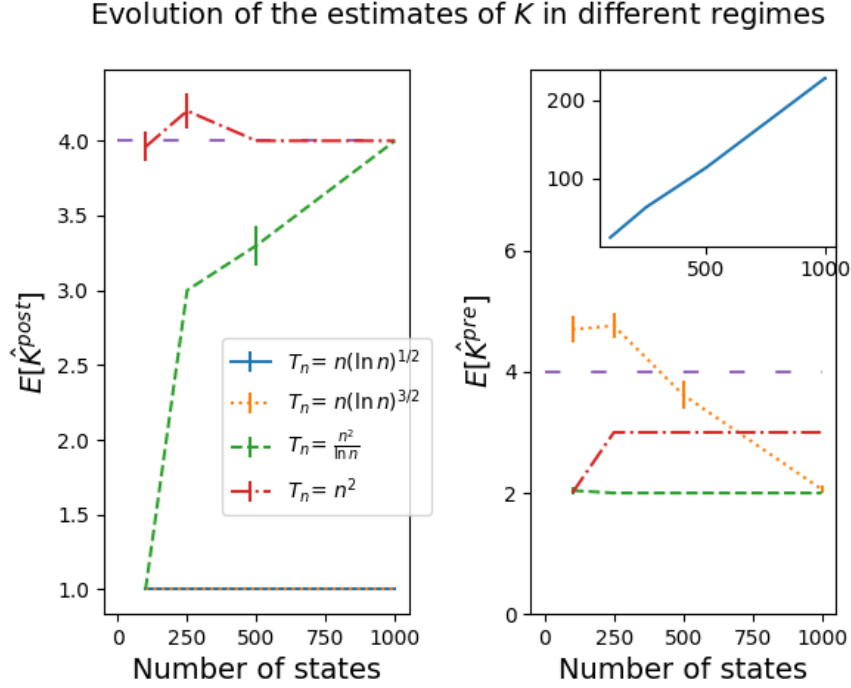 Evolution of the estimates of K in different regimes
4.0
3.5
3.0
2.5
2.0
1.5
1.0
E[K̂^{post}]
0 250 500 750 1000
Number of states
T_n = n(ln n)^{1/2}
T_n = n(ln n)^{3/2}
T_n = \frac{n^2}{ln n}
T_n = n^2
6
4
2
0
E[K̂^{pre}]
0 250 500 750 1000
Number of states
200
100
500 1000